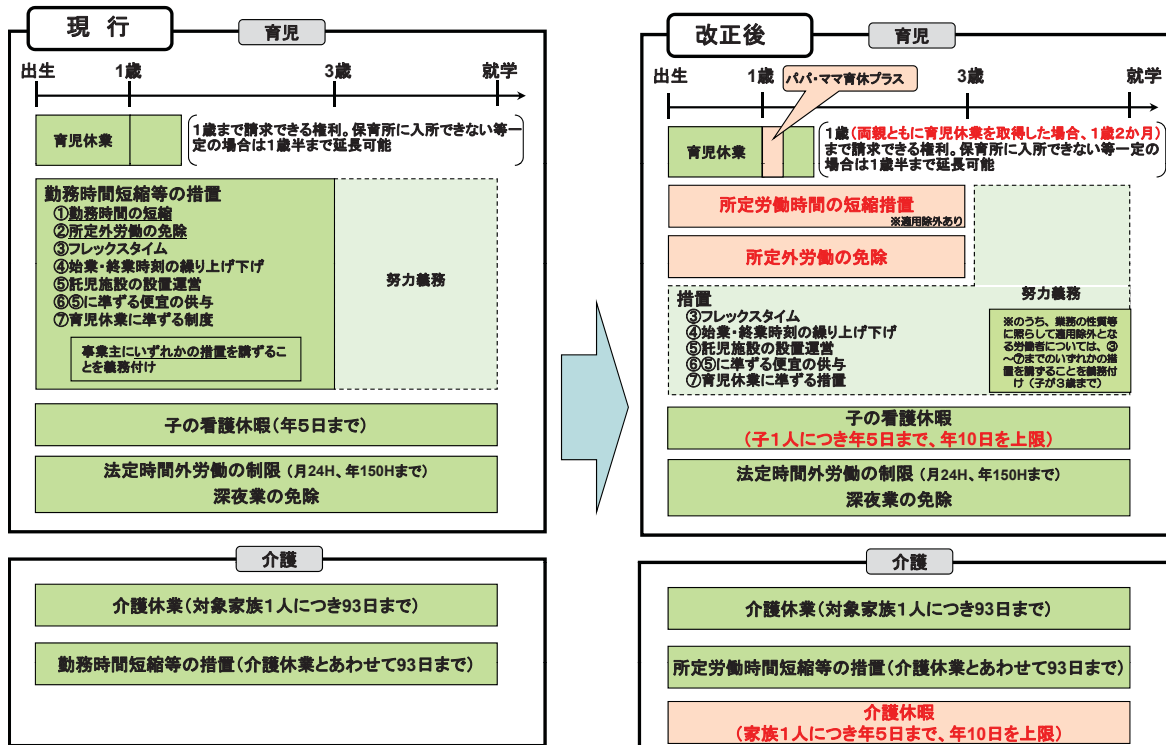 現 行
育児
出生
1歳
3歳
就学
育児休業
1歳まで請求できる権利。保育所に入所できない等一
定の場合は1歳半まで延長可能
勤務時間短縮等の措置
①勤務時間の短縮
②所定外労働の免除
③フレックスタイム
④始業・終業時刻の繰り上げ下げ
⑤託児施設の設置運営
⑥⑤に準ずる便宜の供与
⑦育児休業に準ずる制度
事業主にいずれかの措置を講ずるこ
とを義務付け
努力義務
子の看護休暇(年5日まで)
法定時間外労働の制限 (月24H、年150Hまで)
深夜業の免除
介護
介護休業(対象家族1人につき93日まで)
勤務時間短縮等の措置(介護休業とあわせて93日まで)
改正後
育児
出生
1歳
パパ・ママ育休プラス
3歳
就学
育児休業
1歳(両親ともに育児休業を取得した場合、1歳2か月)
まで請求できる権利。保育所に入所できない等一定の
場合は1歳半まで延長可能
所定労働時間の短縮措置
※適用除外あり
所定外労働の免除
努力義務
措置
③フレックスタイム
④始業・終業時刻の繰り上げ下げ
⑤託児施設の設置運営
⑥⑤に準ずる便宜の供与
⑦育児休業に準ずる措置
※のうち、業務の性質等
に照らして適用除外とな
る労働者については、③
~⑦までのいずれかの措
置を講ずることを義務付
け(子が3歳まで)
子の看護休暇
(子1人につき年5日まで、年10日を上限)
法定時間外労働の制限 (月24H、年150Hまで)
深夜業の免除
介護
介護休業(対象家族1人につき93日まで)
所定労働時間短縮等の措置(介護休業とあわせて93日まで)
介護休暇
(家族1人につき年5日まで、年10日を上限)